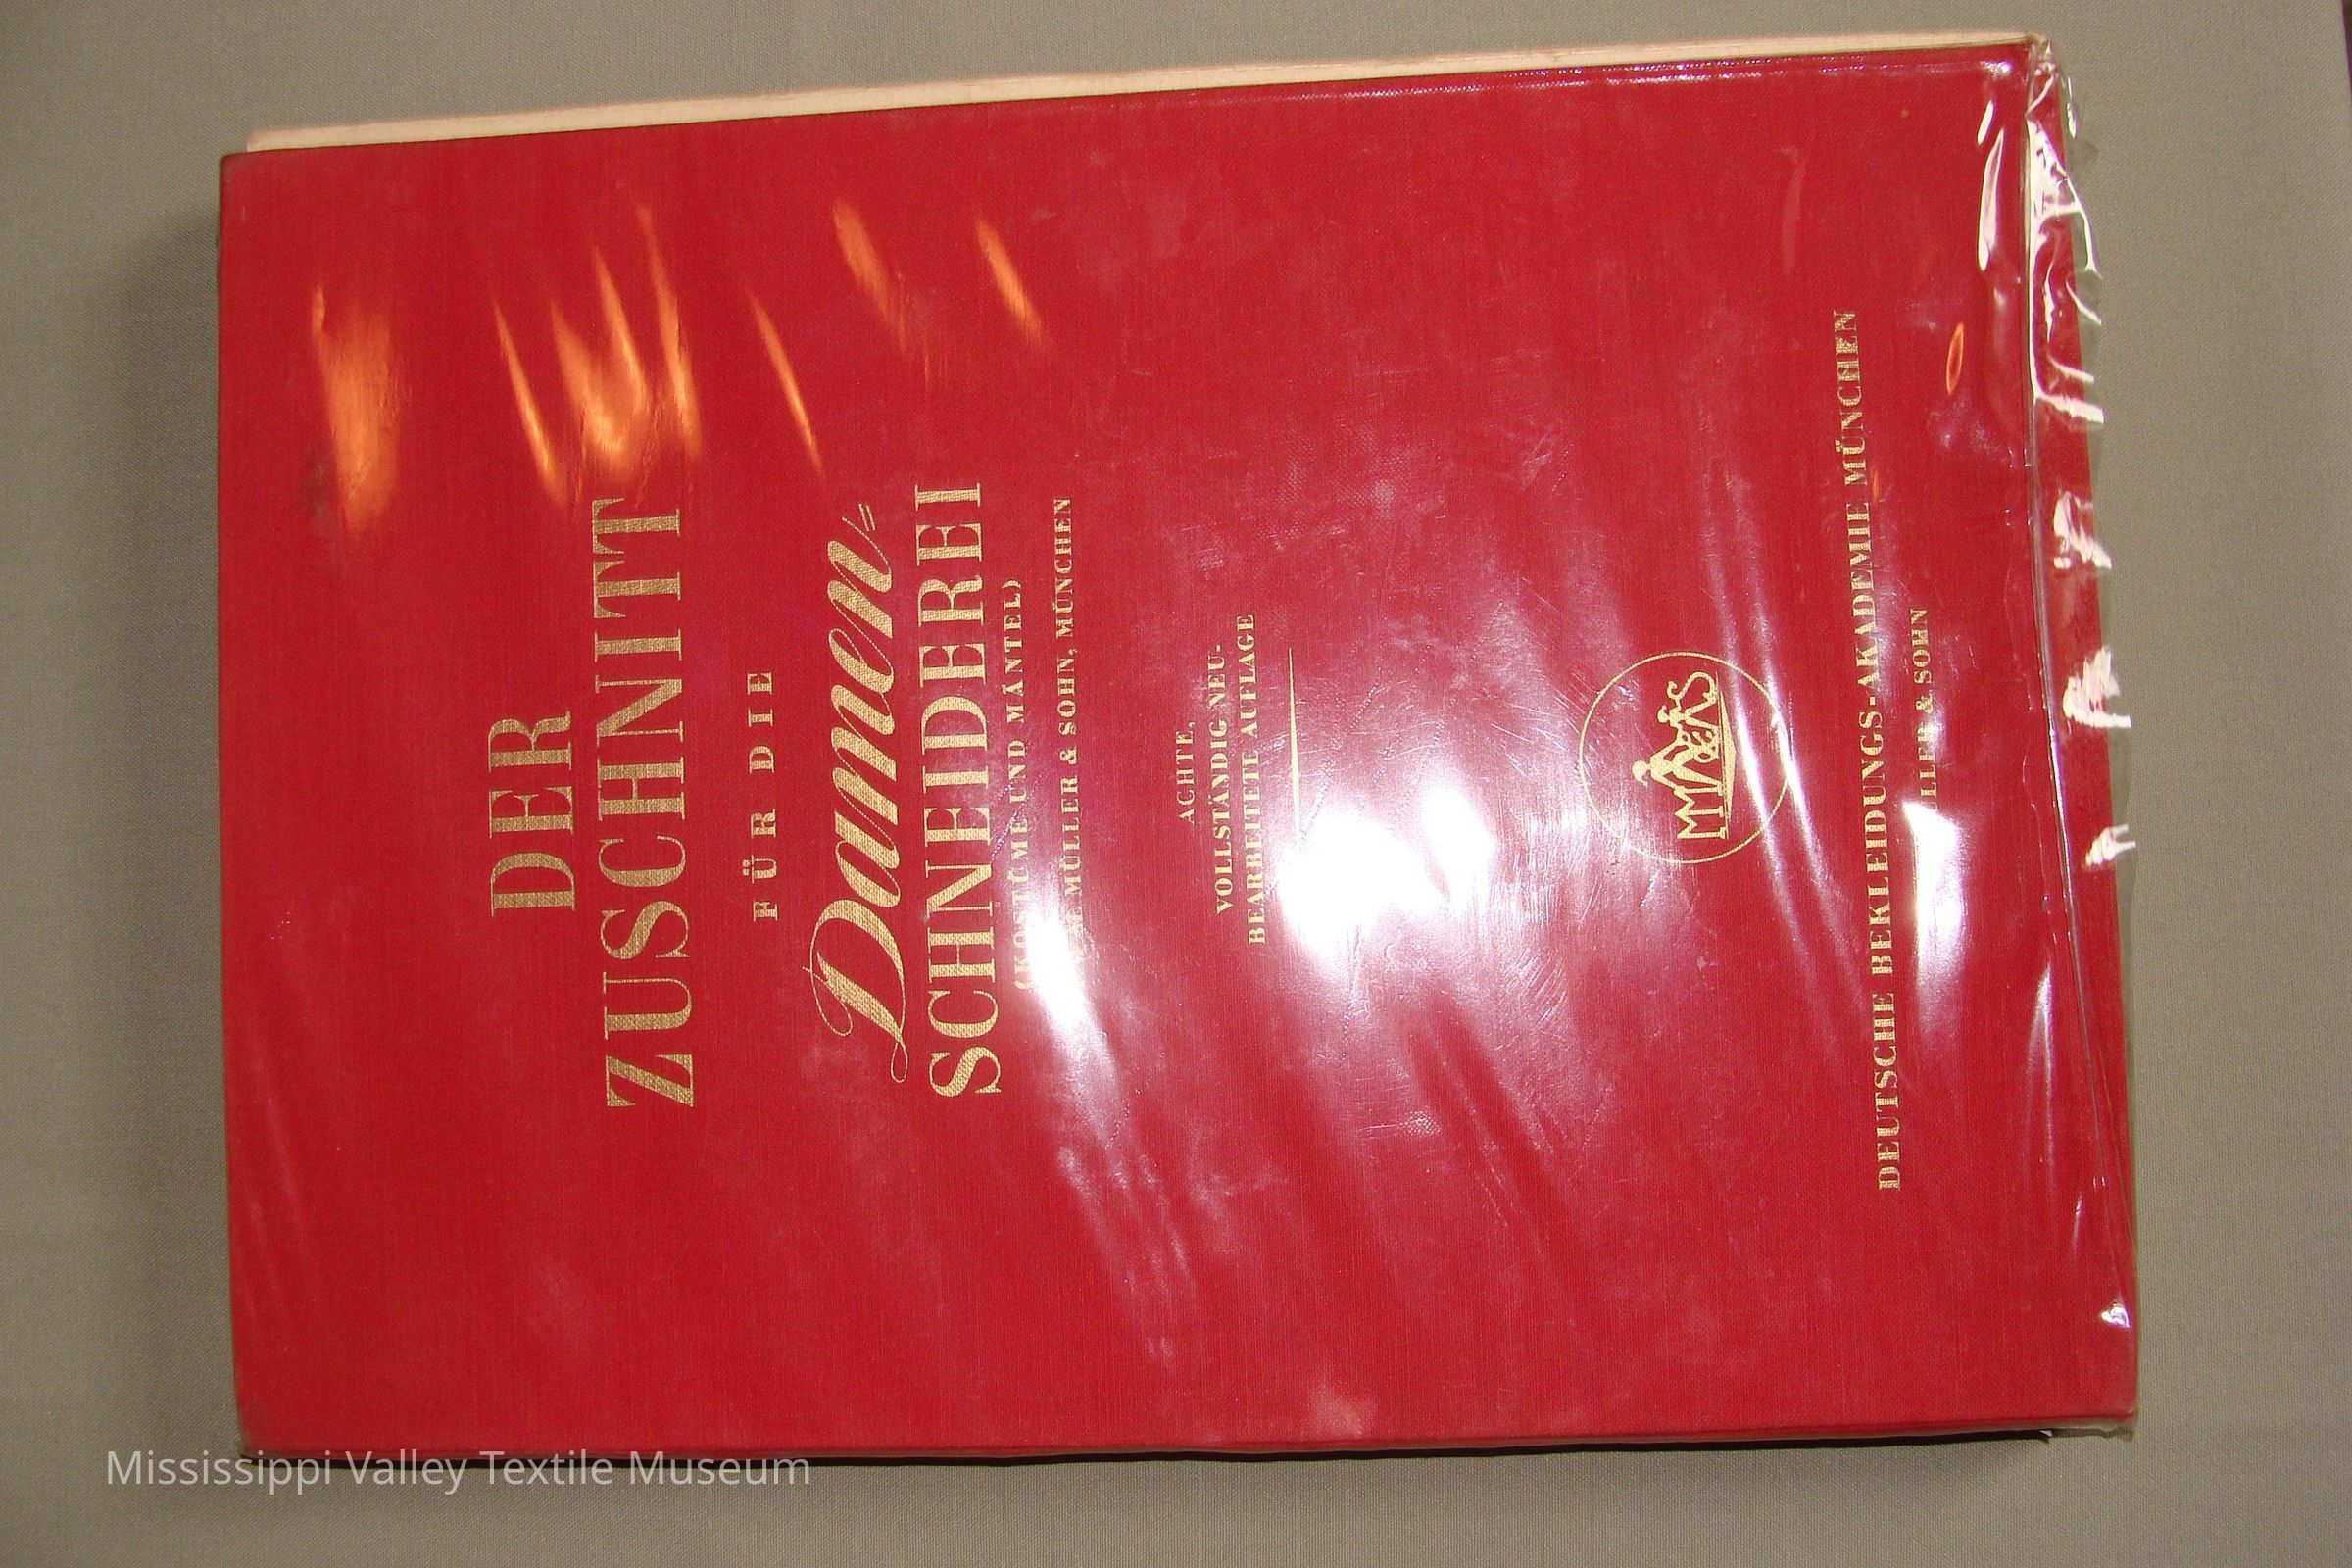 DER
ZUSCHNITT
FÜR DIE
Damen=
SCHNEIDEREI
(KOSTÜME UND MÄNTEL)
MÜLLER & SOHN, MÜNCHEN
ACHTE,
VOLLSTÄNDIG NEU-
BEARBEITETE AUFLAGE
M&S
DEUTSCHE BEKLEIDUNGS-AKADEMIE MÜNCHEN
& SOHN
Mississippi Valley Textile Museum